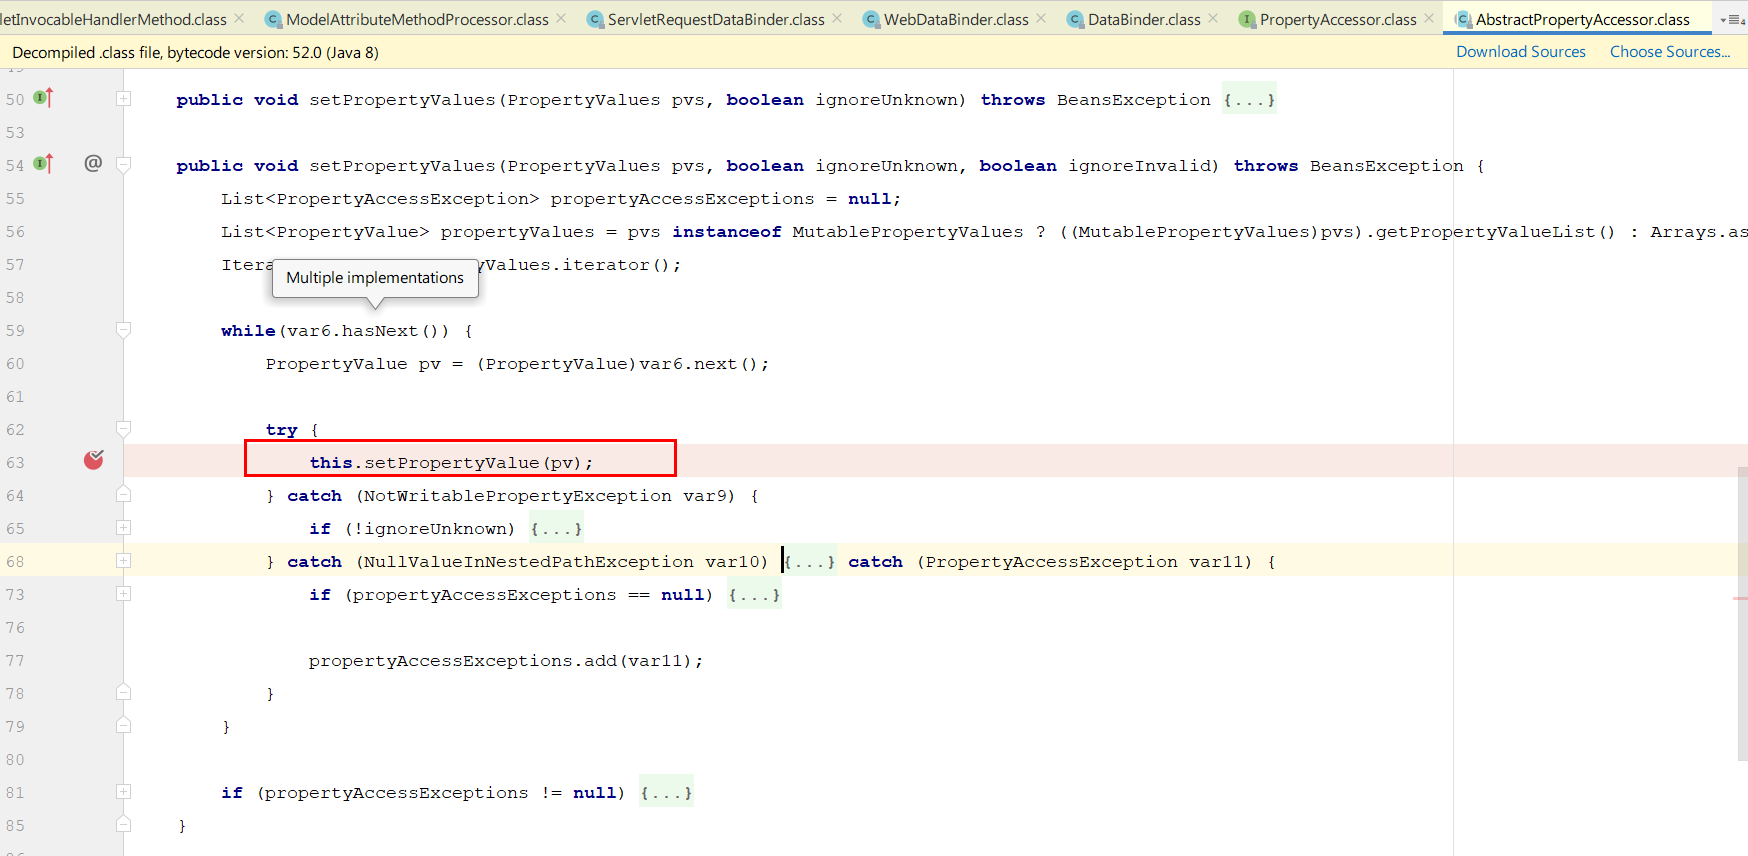 letInvocableHandlerMethod.class ModelAttributeMethodProcessor.class ServletRequestDataBinder.class WebDataBinder.class DataBinder.class PropertyAccessor.class AbstractPropertyAccessor.class
Decompiled .class file, bytecode version: 52.0 (Java 8) Download Sources Choose Sources...
50 public void setPropertyValues(PropertyValues pvs, boolean ignoreUnknown) throws BeansException {...}
53
54 @ public void setPropertyValues(PropertyValues pvs, boolean ignoreUnknown, boolean ignoreInvalid) throws BeansException {
55 List<PropertyAccessException> propertyAccessExceptions = null;
56 List<PropertyValue> propertyValues = pvs instanceof MutablePropertyValues ? ((MutablePropertyValues)pvs).getPropertyValueList() : Arrays.as
57 Itera yValues.iterator();
Multiple implementations
58
59 while(var6.hasNext()) {
60 PropertyValue pv = (PropertyValue)var6.next();
61
62 try {
63 this.setPropertyValue(pv);
64 } catch (NotWritablePropertyException var9) {
65 if (!ignoreUnknown) {...}
68 } catch (NullValueInNestedPathException var10) {...} catch (PropertyAccessException var11) {
73 if (propertyAccessExceptions == null) {...}
76
77 propertyAccessExceptions.add(var11);
78 }
79 }
80
81 if (propertyAccessExceptions != null) {...}
85 }